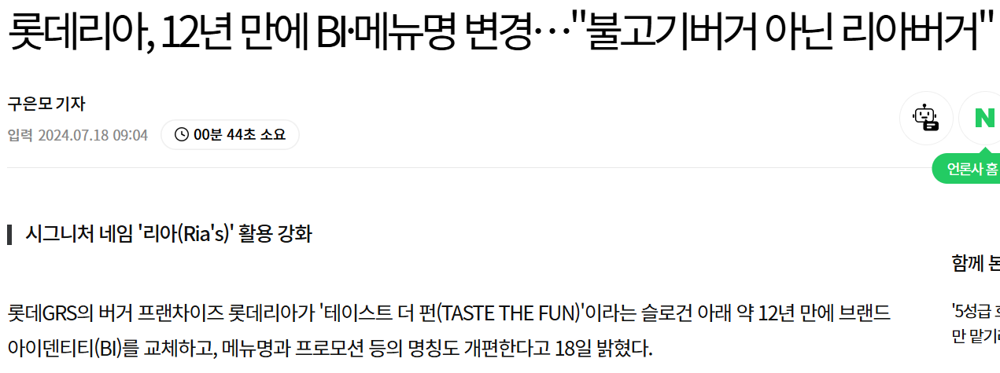 롯데리아, 12년 만에 BI·메뉴명 변경…"불고기버거 아닌 리아버거"
구은모 기자
입력 2024.07.18 09:04
00분 44초 소요
N
언론사 홈
시그니처 네임 '리아(Ria's)' 활용 강화
함께 본
롯데GRS의 버거 프랜차이즈 롯데리아가 '테이스트 더 펀(TASTE THE FUN)'이라는 슬로건 아래 약 12년 만에 브랜드
아이덴티티(BI)를 교체하고, 메뉴명과 프로모션 등의 명칭도 개편한다고 18일 밝혔다.
'5성급
만 맡기